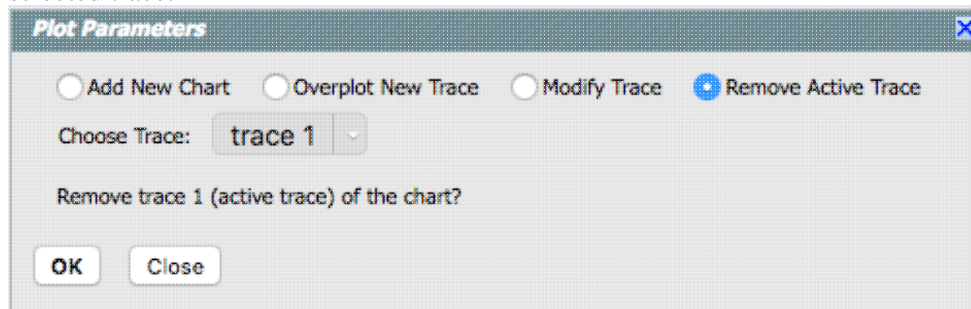 Plot Parameters
Add New Chart Overplot New Trace Modify Trace Remove Active Trace
Choose Trace: trace 1
Remove trace 1 (active trace) of the chart?
OK Close